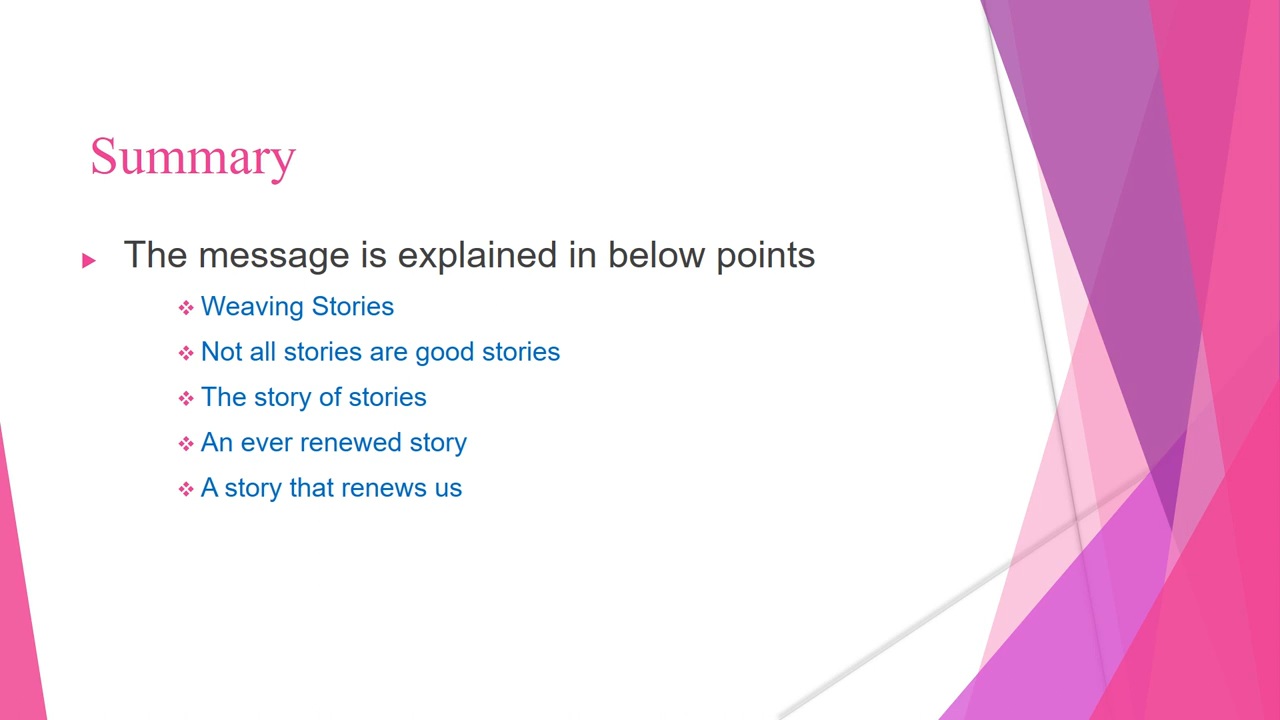 Summary
The message is explained in below points
Weaving Stories
Not all stories are good stories
The story of stories
An ever renewed story
A story that renews us